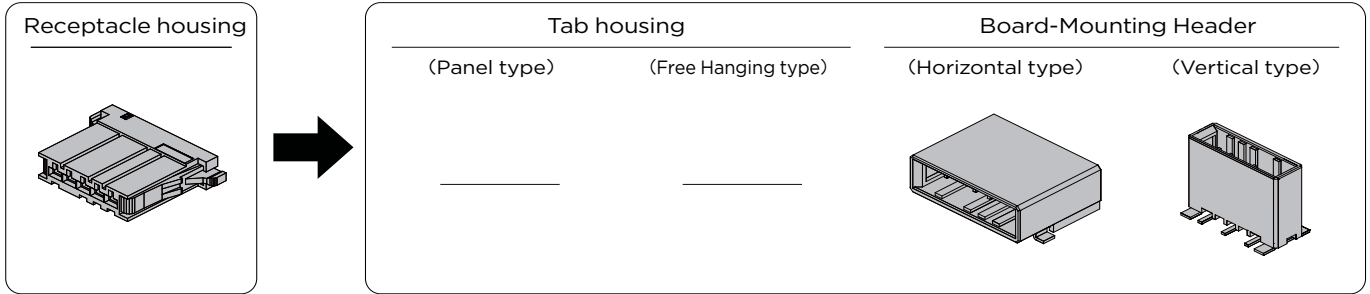 Receptacle housing
Tab housing
Board-Mounting Header
（Panel type）
（Free Hanging type）
（Horizontal type）
（Vertical type）